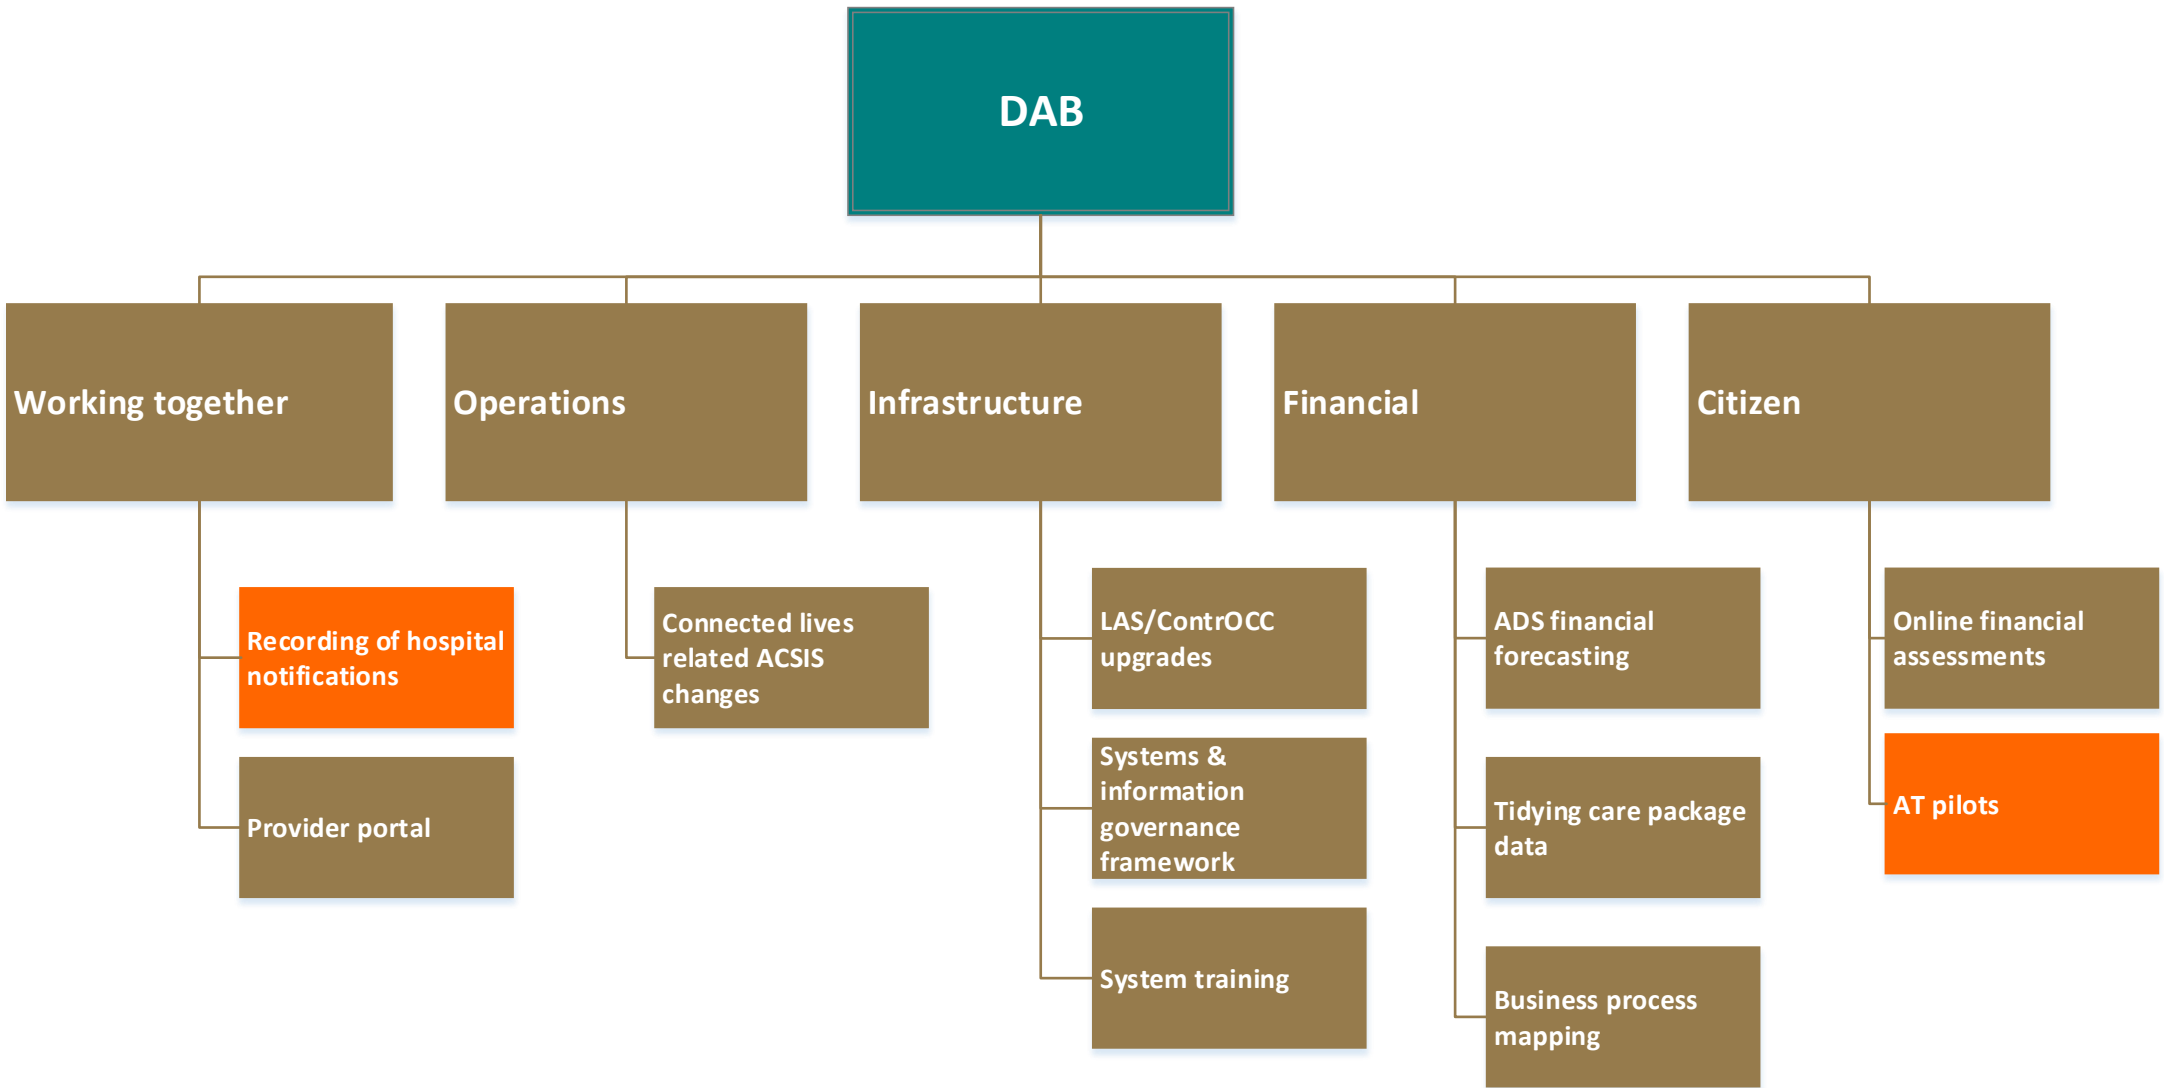 DAB
Working together
Operations
Infrastructure
Financial
Citizen
Recording of hospital
notifications
Provider portal
Connected lives
related ACSIS
changes
LAS/ContrOCC
upgrades
Systems &
information
governance
framework
System training
ADS financial
forecasting
Tidying care package
data
Business process
mapping
Online financial
assessments
AT pilots